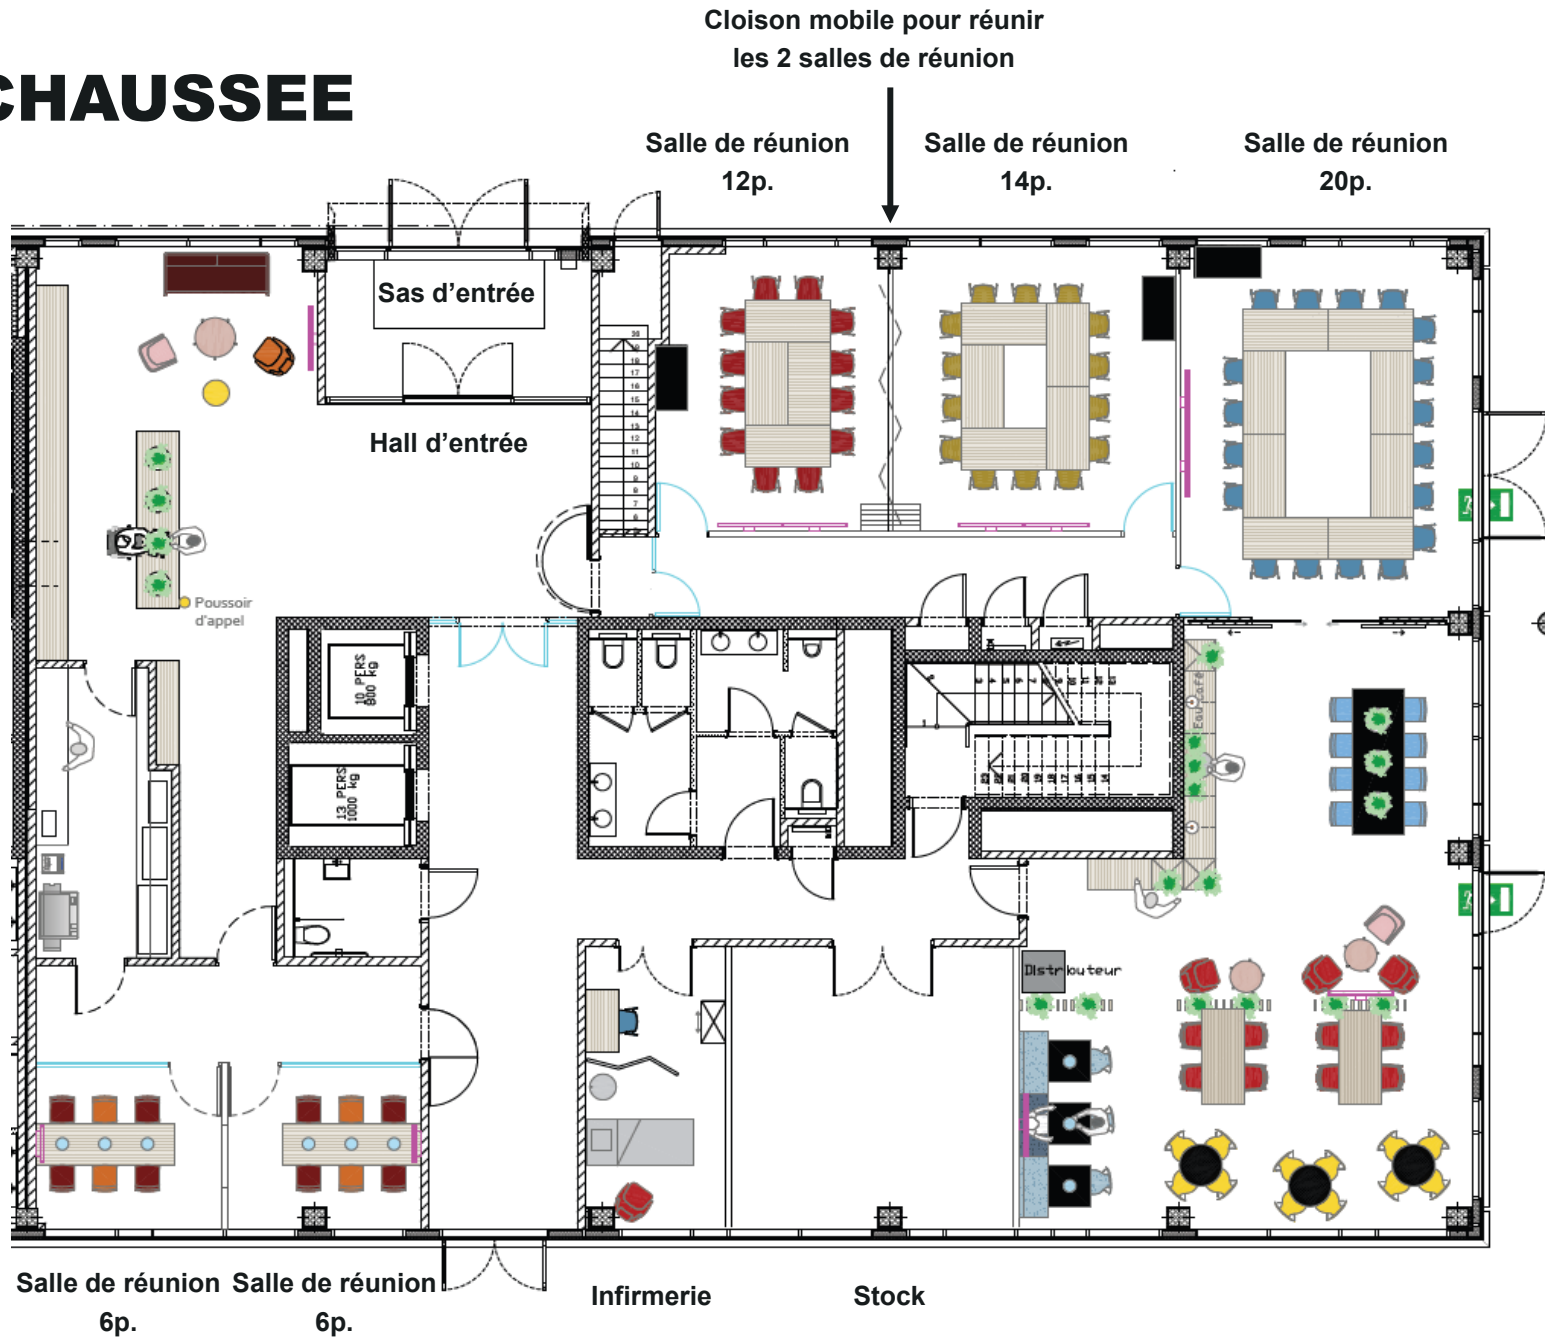 Cloison mobile pour réunir
les 2 salles de réunion
CHAUSSEE
Salle de réunion
12p.
Salle de réunion
14p.
Salle de réunion
20p.
Sas d’entrée
Hall d’entrée
Poussoir
d'appel
10 PERS
800 kg
13 PERS
1000 kg
Eau Café
Distributeur
Salle de réunion
6p.
Salle de réunion
6p.
Infirmerie
Stock